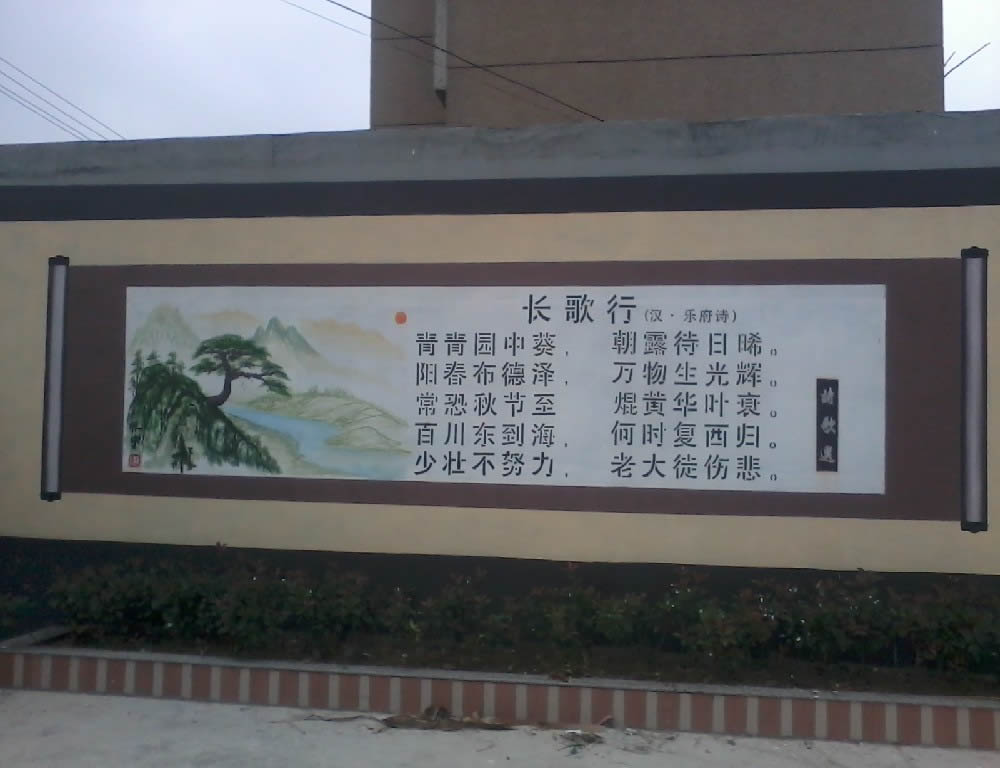 长歌行(汉·乐府诗)
青青园中葵,朝露待日晞。
阳春布德泽,万物生光辉。
常恐秋节至 焜黄华叶衰。
百川东到海,何时复西归。
少壮不努力,老大徒伤悲。
诗歌选